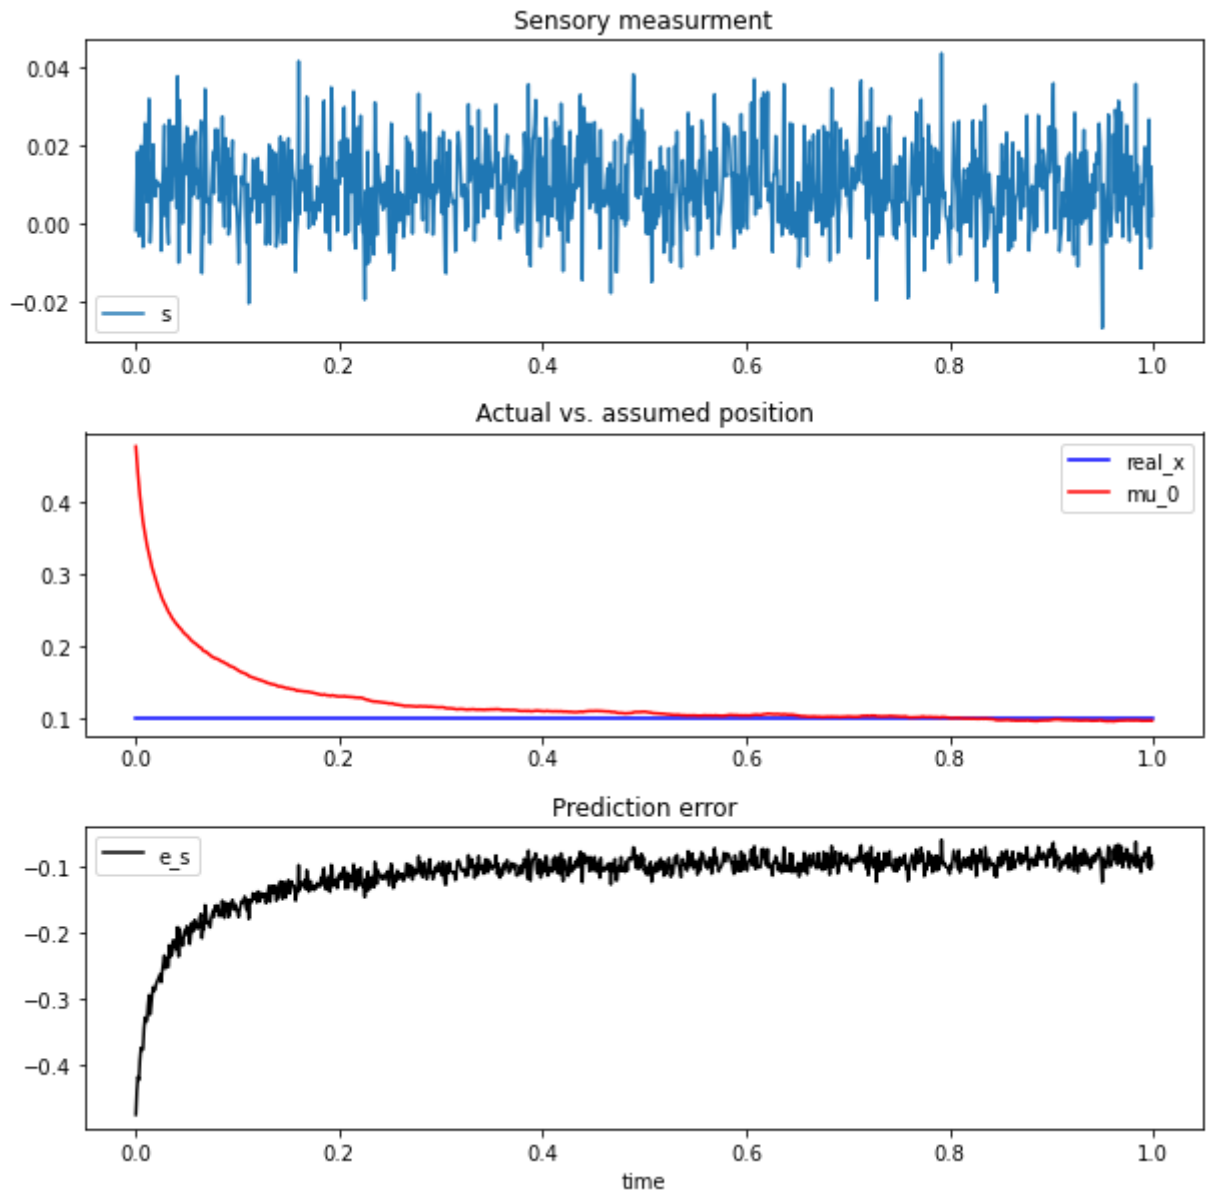 Sensory measurment
0.04
0.02
0.00
−0.02
s
0.0 0.2 0.4 0.6 0.8 1.0
Actual vs. assumed position
real_x
mu_0
0.4
0.3
0.2
0.1
0.0 0.2 0.4 0.6 0.8 1.0
Prediction error
e_s
−0.1
−0.2
−0.3
−0.4
0.0 0.2 0.4 0.6 0.8 1.0
time